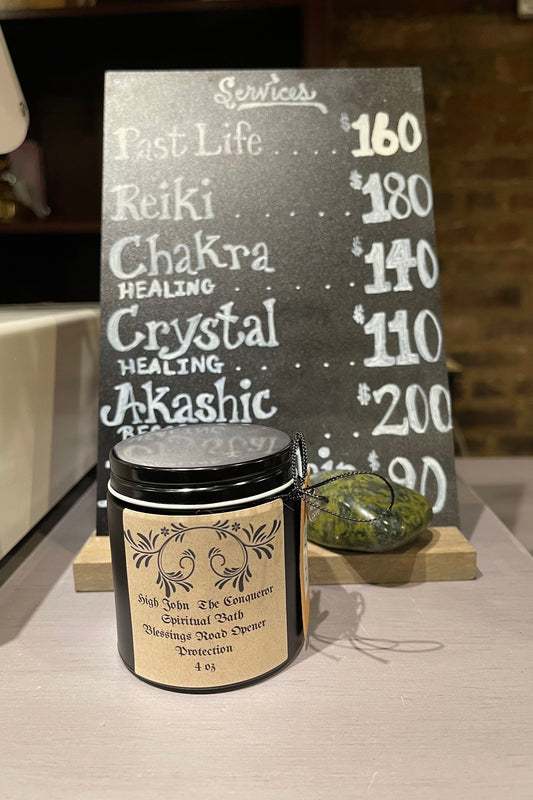 Services
Past Life .... $160
Reiki .... $180
Chakra
HEALING .... $140
Crystal
HEALING .... $110
Akashic
$200
$90
High John The Conqueror
Spiritual Bath
Blessings Road Opener
Protection
4 oz